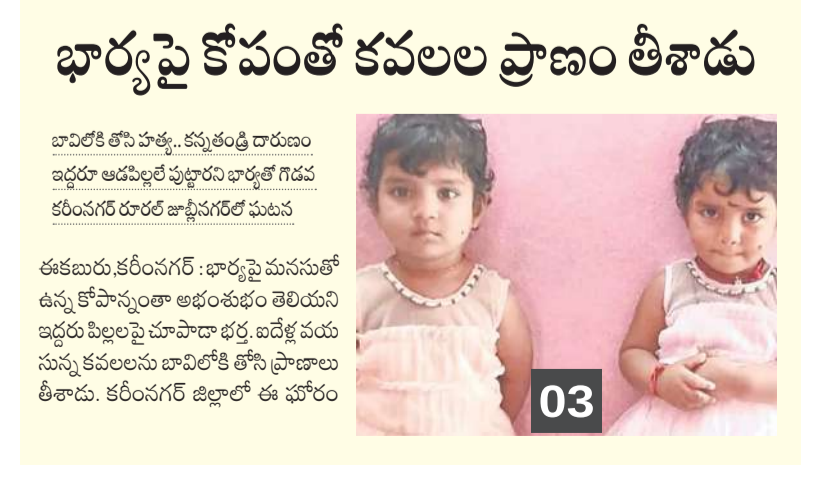 భార్యపై కోపంతో కవలల ప్రాణం తీశాడు
బావిలోకి తోసి హత్య.. కన్నతండ్రి దారుణం
ఇద్దరూ ఆడపిల్లలే పుట్టారని భార్యతో గొడవ
కరీంనగర్ రూరల్ జూబ్లీనగర్‌లో ఘటన
ఈకబురు,కరీంనగర్ : భార్యపై మనసుతో
ఉన్న కోపాన్నంతా అభంశుభం తెలియని
ఇద్దరు పిల్లలపై చూపాడా భర్త. ఐదేళ్ల వయ
సున్న కవలలను బావిలోకి తోసి ప్రాణాలు
తీశాడు. కరీంనగర్ జిల్లాలో ఈ ఘోరం
03